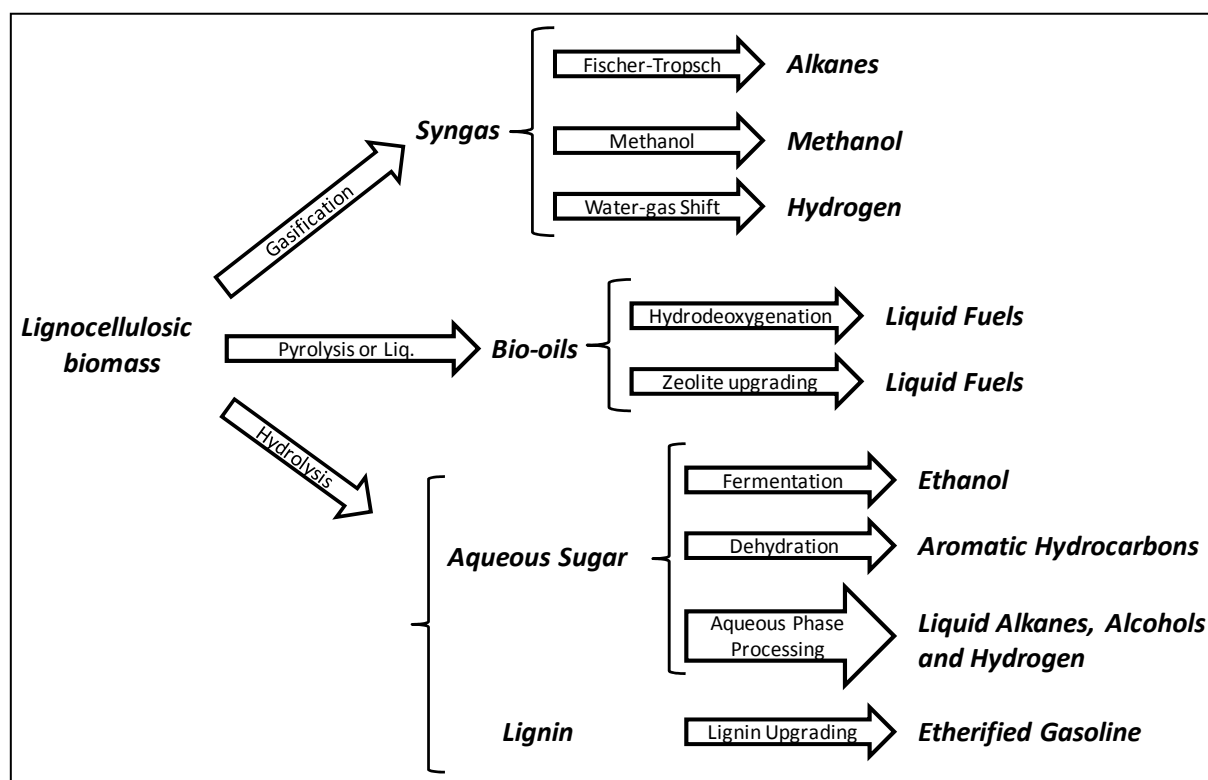 Fischer-Tropsch
Alkanes
Syngas
Methanol
Methanol
Water-gas Shift
Hydrogen
Gasification
Lignocellulosic
biomass
Pyrolysis or Liq.
Bio-oils
Hydrodeoxygenation
Liquid Fuels
Zeolite upgrading
Liquid Fuels
Hydrolysis
Aqueous Sugar
Fermentation
Ethanol
Dehydration
Aromatic Hydrocarbons
Aqueous Phase
Processing
Liquid Alkanes, Alcohols
and Hydrogen
Lignin
Lignin Upgrading
Etherified Gasoline